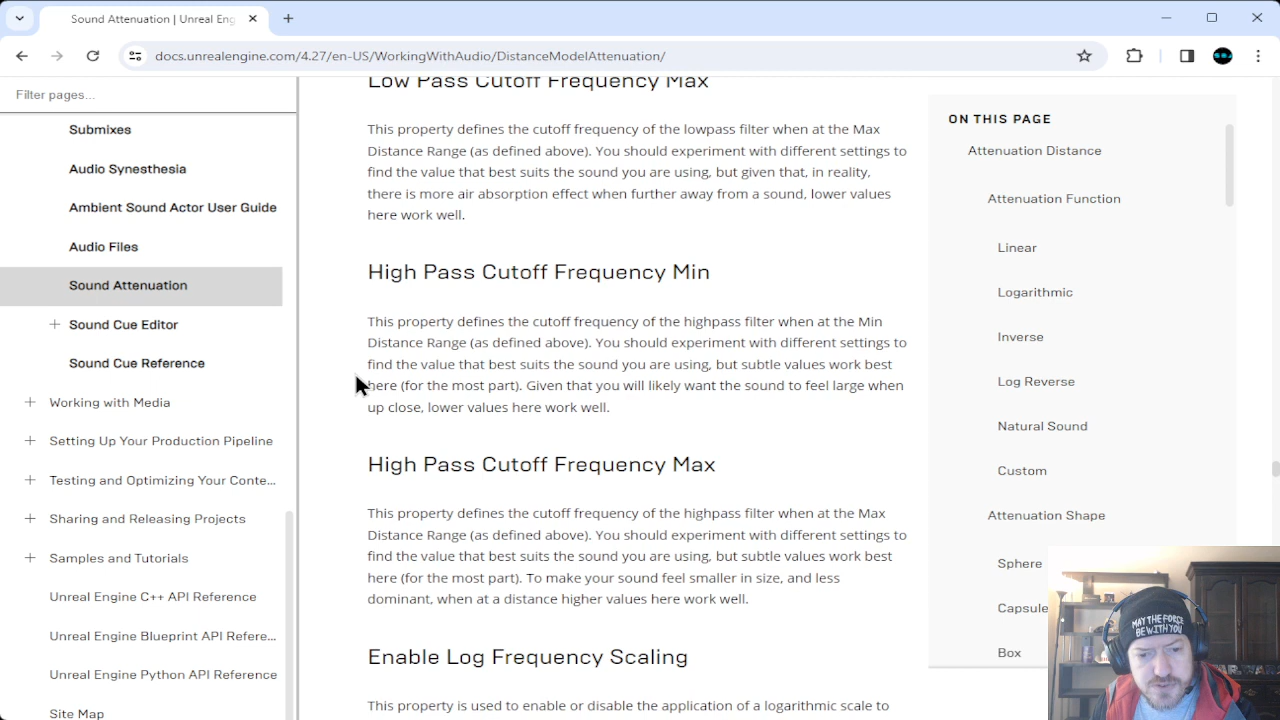 Sound Attenuation | Unreal Eng
docs.unrealengine.com/4.27/en-US/WorkingWithAudio/DistanceModelAttenuation/
Filter pages...
Submixes
Audio Synesthesia
Ambient Sound Actor User Guide
Audio Files
Sound Attenuation
Sound Cue Editor
Sound Cue Reference
Working with Media
Setting Up Your Production Pipeline
Testing and Optimizing Your Conte...
Sharing and Releasing Projects
Samples and Tutorials
Unreal Engine C++ API Reference
Unreal Engine Blueprint API Refere...
Unreal Engine Python API Reference
Site Map
Low Pass Cutoff Frequency Max
This property defines the cutoff frequency of the lowpass filter when at the Max
Distance Range (as defined above). You should experiment with different settings to
find the value that best suits the sound you are using, but given that, in reality,
there is more air absorption effect when further away from a sound, lower values
here work well.
High Pass Cutoff Frequency Min
This property defines the cutoff frequency of the highpass filter when at the Min
Distance Range (as defined above). You should experiment with different settings to
find the value that best suits the sound you are using, but subtle values work best
here (for the most part). Given that you will likely want the sound to feel large when
up close, lower values here work well.
High Pass Cutoff Frequency Max
This property defines the cutoff frequency of the highpass filter when at the Max
Distance Range (as defined above). You should experiment with different settings to
find the value that best suits the sound you are using, but subtle values work best
here (for the most part). To make your sound feel smaller in size, and less
dominant, when at a distance higher values here work well.
Enable Log Frequency Scaling
This property is used to enable or disable the application of a logarithmic scale to
ON THIS PAGE
Attenuation Distance
Attenuation Function
Linear
Logarithmic
Inverse
Log Reverse
Natural Sound
Custom
Attenuation Shape
Sphere
Capsule
Box
MAY THE FORCE
BE WITH YOU